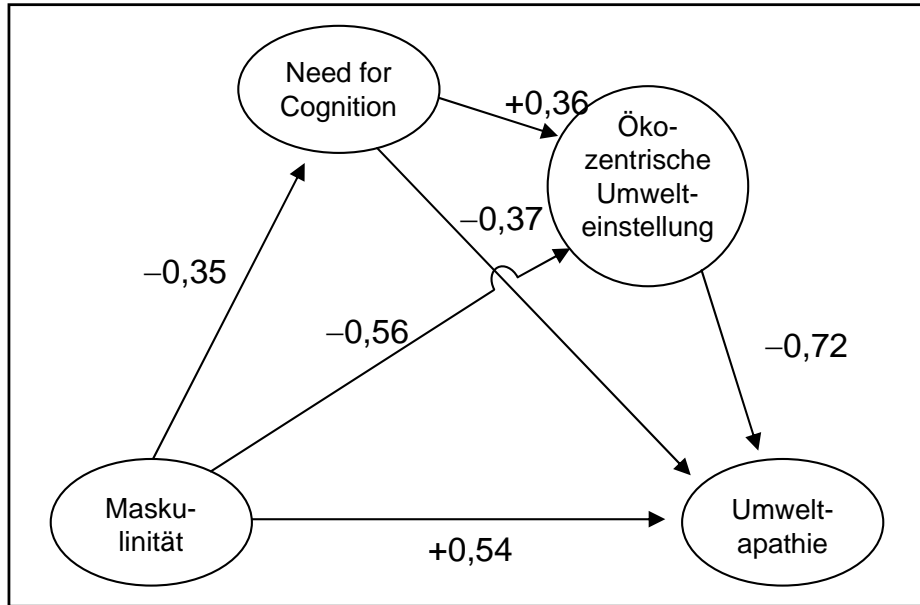 Need for
Cognition
+0,36
Öko-
zentrische
Umwelt-
einstellung
−0,37
−0,35
−0,56
−0,72
Masku-
linität
+0,54
Umwelt-
apathie